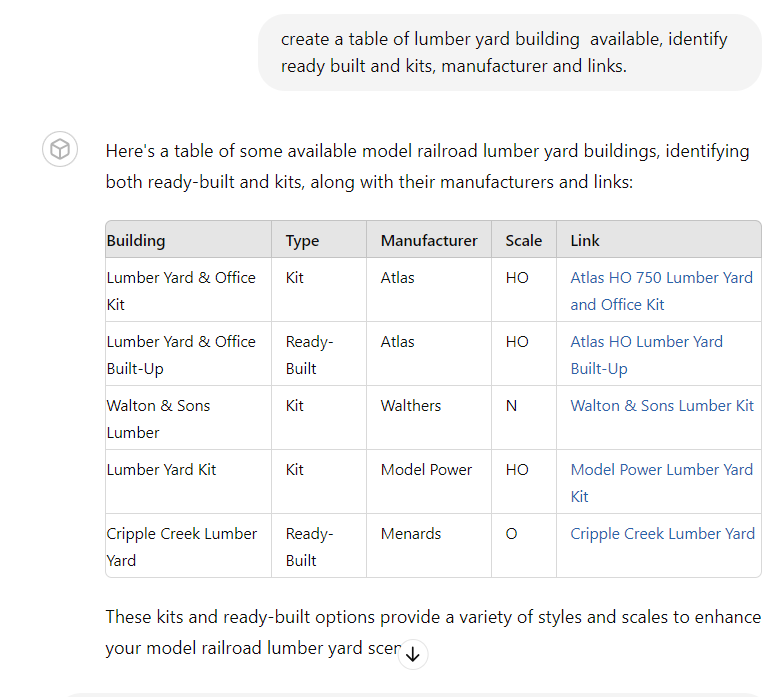 create a table of lumber yard building  available, identify
ready built and kits, manufacturer and links.
Here's a table of some available model railroad lumber yard buildings, identifying
both ready-built and kits, along with their manufacturers and links:
Building Type Manufacturer Scale Link
Lumber Yard & Office Kit Atlas HO Atlas HO 750 Lumber Yard
Kit and Office Kit
Lumber Yard & Office Ready- Atlas HO Atlas HO Lumber Yard
Built-Up Built Built-Up
Walton & Sons Kit Walthers N Walton & Sons Lumber Kit
Lumber
Lumber Yard Kit Kit Model Power HO Model Power Lumber Yard
Kit
Cripple Creek Lumber Ready- Menards O Cripple Creek Lumber Yard
Yard Built
These kits and ready-built options provide a variety of styles and scales to enhance
your model railroad lumber yard